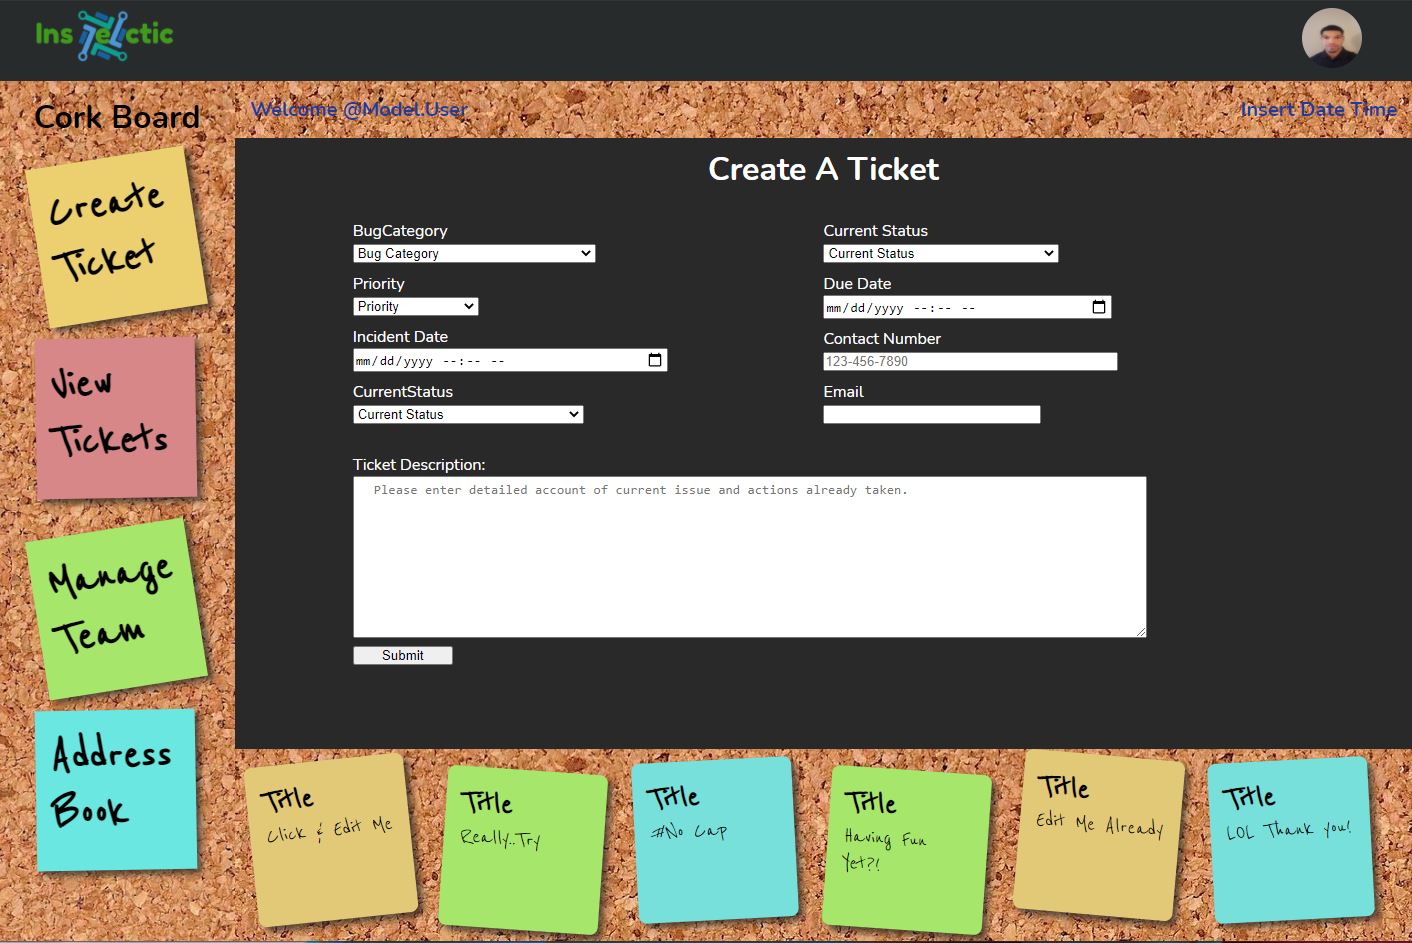 Ins TeL ctic
Cork Board
Welcome @Model.User
Insert Date Time
Create
Ticket
View
Tickets
Manage
Team
Address
Book
Create A Ticket
BugCategory
Bug Category
Current Status
Current Status
Priority
Priority
Due Date
mm/dd/yyyy --:-- --
Incident Date
mm/dd/yyyy --:-- --
Contact Number
123-456-7890
CurrentStatus
Current Status
Email
Ticket Description:
Please enter detailed account of current issue and actions already taken.
Submit
Title
Click & Edit Me
Title
Really..Try
Title
#No Cap
Title
Having Fun
Yet?!
Title
Edit Me Already
Title
LOL Thank You!